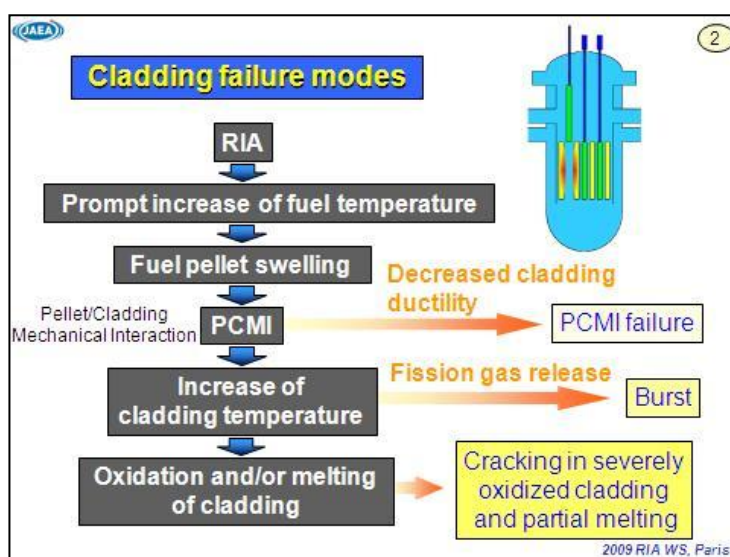 JAEA
2
Cladding failure modes
RIA
Prompt increase of fuel temperature
Fuel pellet swelling
Decreased cladding
ductility
Pellet/Cladding
Mechanical Interaction
PCMI
PCMI failure
Increase of
cladding temperature
Fission gas release
Burst
Oxidation and/or melting
of cladding
Cracking in severely
oxidized cladding
and partial melting
2009 RIA WS, Paris